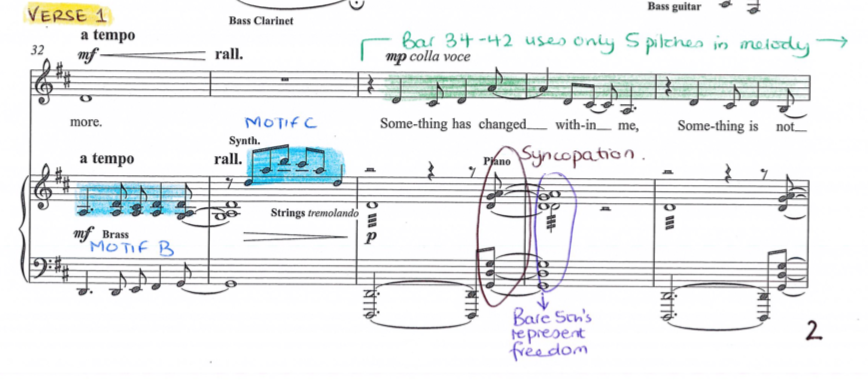 VERSE 1
Bass Clarinet
Bass guitar
a tempo
Bar 34-42 uses only 5 pitches in melody
32
mf
rall.
mp colla voce
more.
MOTIF C
Some-thing has changed with-in me, Some-thing is not
Synth.
a tempo
rall.
Piano
Syncopation.
Strings tremolando
mf Brass
p
MOTIF B
Bare 5th's
represent
freedom
2